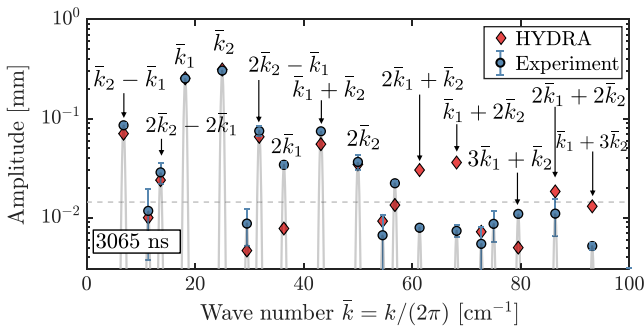 10⁰
10⁻¹
10⁻²
Amplitude [mm]
HYDRA
Experiment
k̄₂ − k̄₁
k̄₁
k̄₂
2k̄₂ − k̄₁
k̄₁ + k̄₂
2k̄₁ + k̄₂
k̄₁ + 2k̄₂
2k̄₁ + 2k̄₂
2k̄₂ − 2k̄₁
2k̄₁
2k̄₂
3k̄₁ + k̄₂
k̄₁ + 3k̄₂
3065 ns
0 20 40 60 80 100
Wave number k̄ = k/(2π) [cm⁻¹]